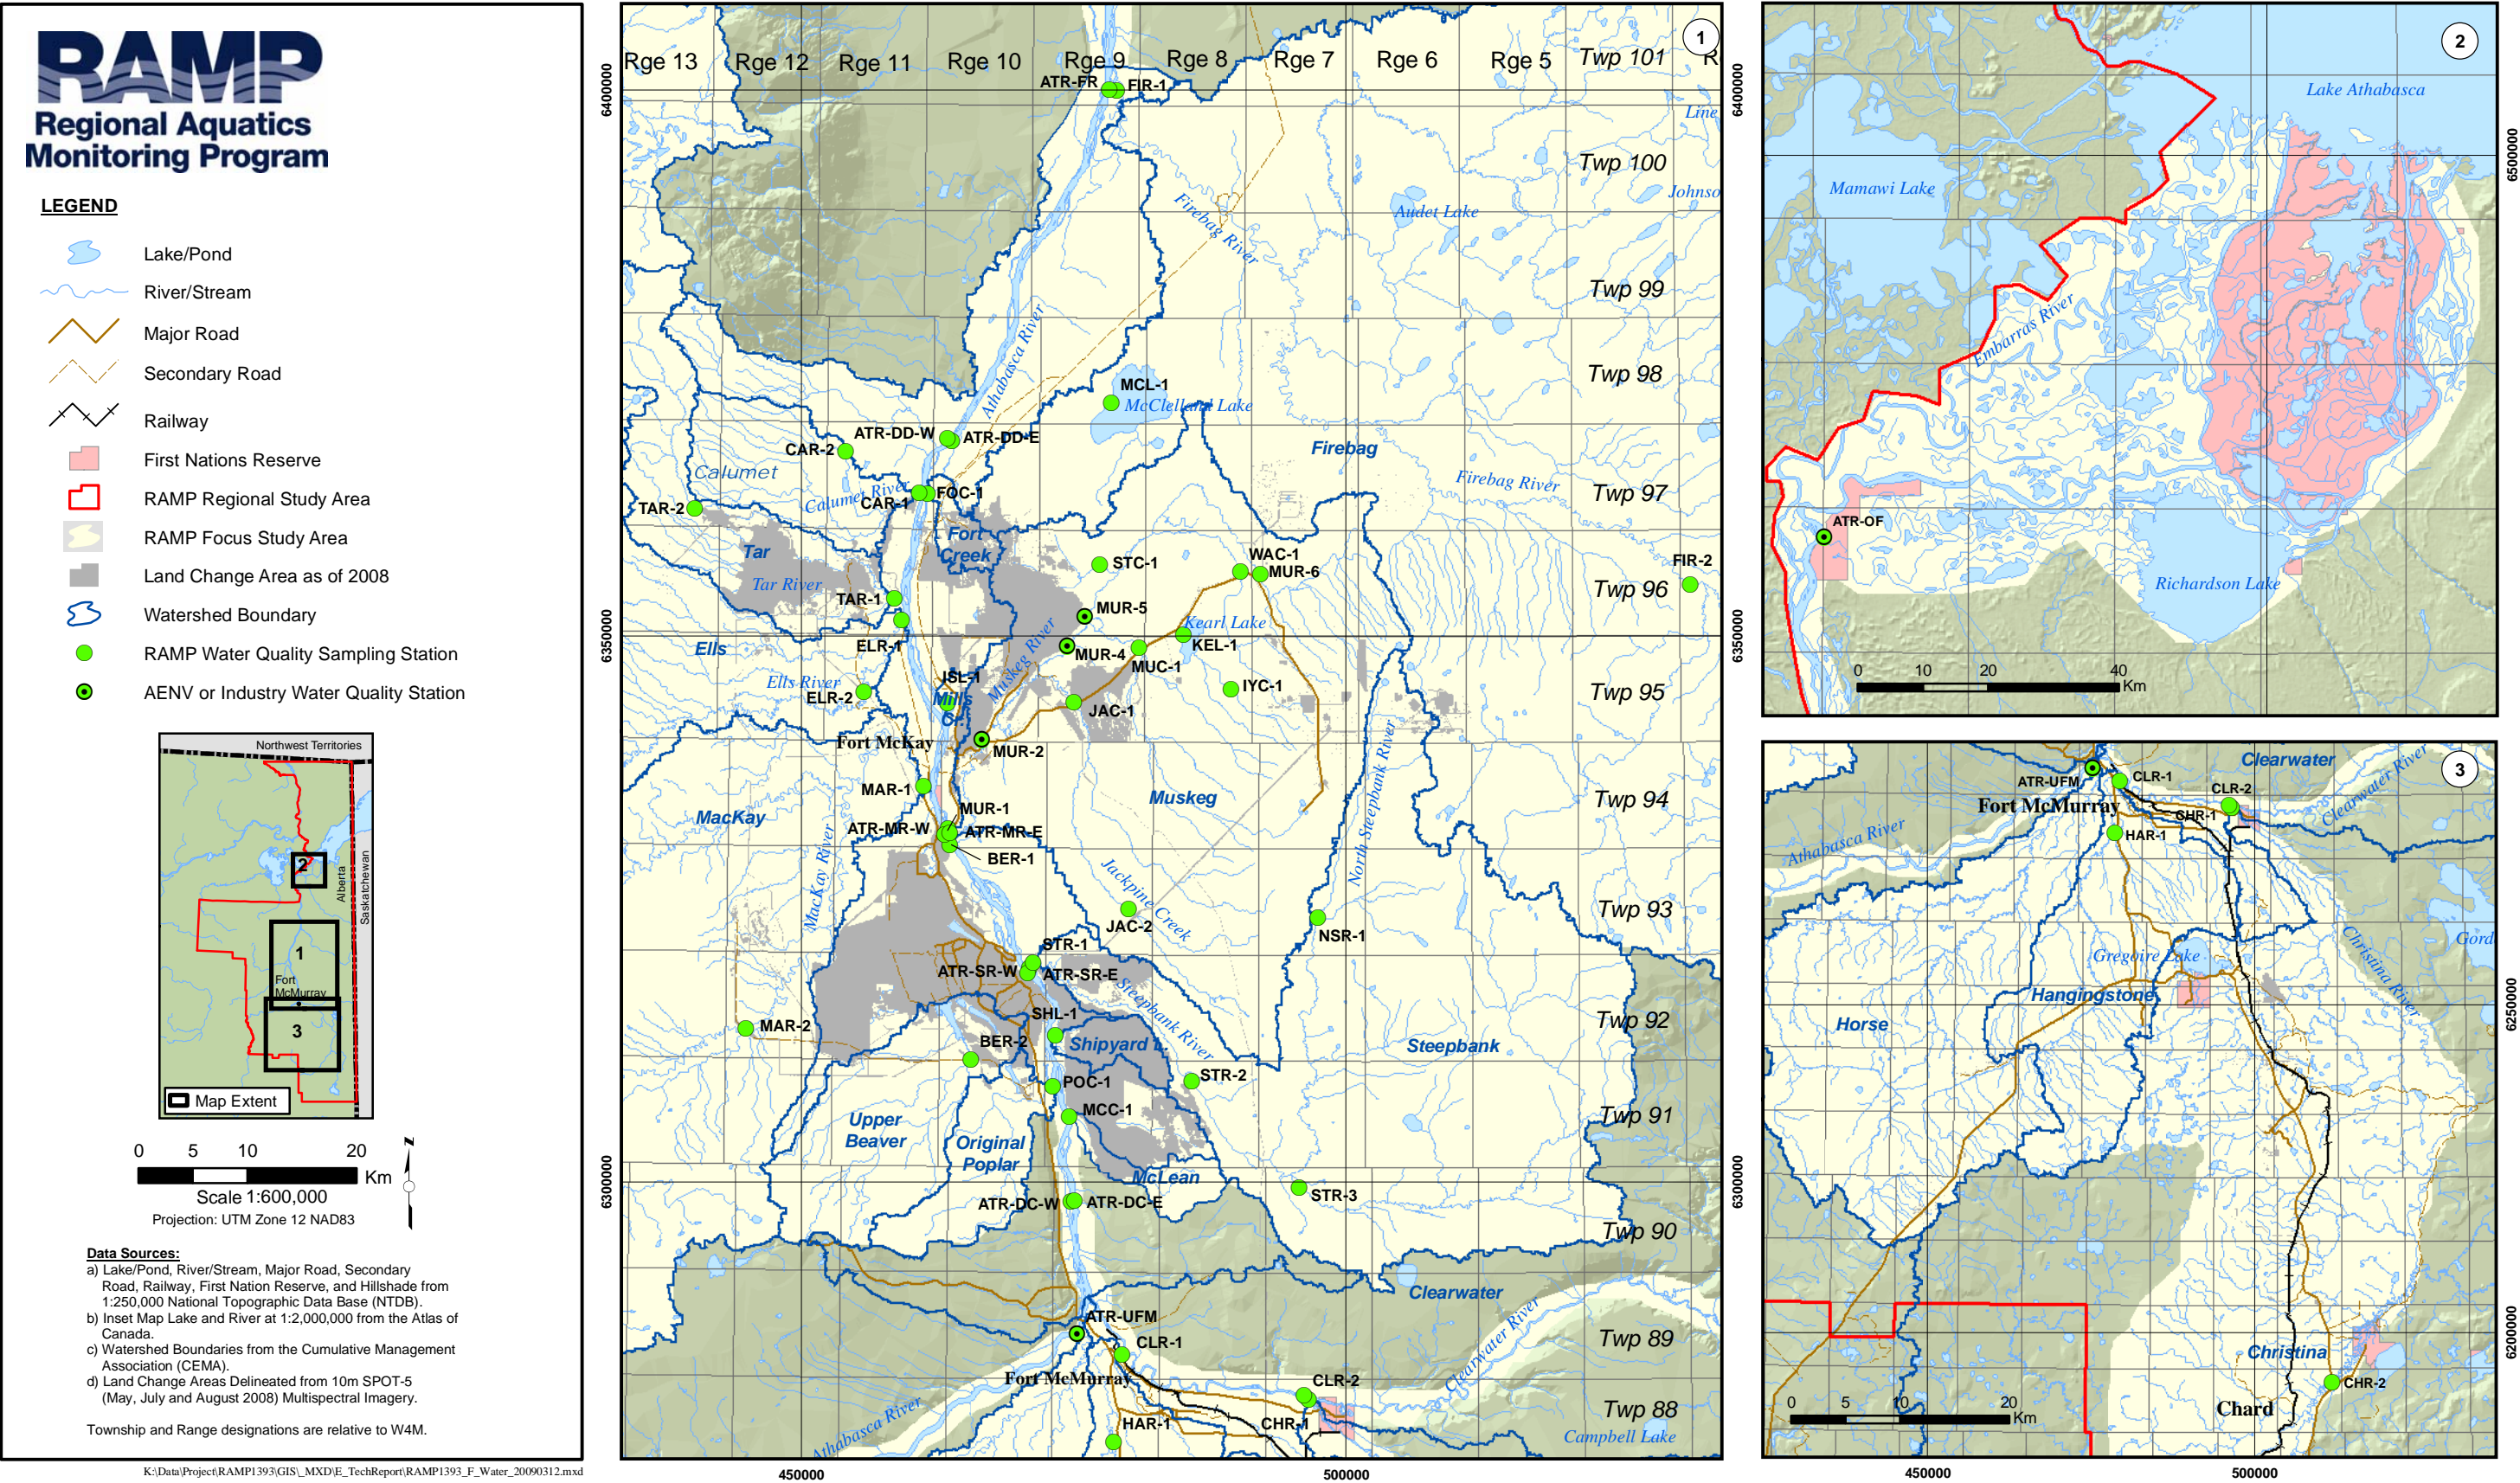 RAMP
Regional Aquatics
Monitoring Program
LEGEND
Lake/Pond
River/Stream
Major Road
Secondary Road
Railway
First Nations Reserve
RAMP Regional Study Area
RAMP Focus Study Area
Land Change Area as of 2008
Watershed Boundary
RAMP Water Quality Sampling Station
AENV or Industry Water Quality Station
Northwest Territories
Alberta
Saskatchewan
2
1
Fort
McMurray
3
Map Extent
0 5 10 20
Km
Scale 1:600,000
Projection: UTM Zone 12 NAD83
N
Data Sources:
a) Lake/Pond, River/Stream, Major Road, Secondary
Road, Railway, First Nation Reserve, and Hillshade from
1:250,000 National Topographic Data Base (NTDB).
b) Inset Map Lake and River at 1:2,000,000 from the Atlas of
Canada.
c) Watershed Boundaries from the Cumulative Management
Association (CEMA).
d) Land Change Areas Delineated from 10m SPOT-5
(May, July and August 2008) Multispectral Imagery.
Township and Range designations are relative to W4M.
K:\Data\Project\RAMP1393\GIS\_MXD\E_TechReport\RAMP1393_F_Water_20090312.mxd
1
Rge 13 Rge 12 Rge 11 Rge 10 Rge 9 Rge 8 Rge 7 Rge 6 Rge 5 Twp 101 R
ATR-FR FIR-1
6400000
6400000
Line
Twp 100
Johnso
Firebag River
Audet Lake
Twp 99
Athabasca River
Twp 98
MCL-1
McClelland Lake
ATR-DD-W ATR-DD-E
CAR-2
Firebag
Calumet
Firebag River
Calumet River
FOC-1
CAR-1
Twp 97
TAR-2
Fort
Creek
Tar
STC-1
WAC-1
MUR-6
FIR-2
Tar River
TAR-1
Twp 96
MUR-5
Kearl Lake
6350000
6350000
ELR-1
Ells
MUR-4
KEL-1
MUC-1
Muskeg River
ISL-1
Ells River
ELR-2
Mills
Cr.
IYC-1
Twp 95
JAC-1
Fort McKay
MUR-2
North Steepbank River
MAR-1
Muskeg
Twp 94
MUR-1
MacKay
ATR-MR-W ATR-MR-E
BER-1
MacKay River
Jackpine Creek
JAC-2
Twp 93
NSR-1
STR-1
ATR-SR-W ATR-SR-E
Steepbank River
SHL-1
MAR-2
Twp 92
BER-2
Shipyard L.
Steepbank
POC-1
STR-2
MCC-1
Upper
Beaver
Twp 91
Original
Poplar
McLean
6300000
6300000
STR-3
ATR-DC-W ATR-DC-E
Twp 90
Clearwater
ATR-UFM
Clearwater River
Twp 89
CLR-1
Fort McMurray
CLR-2
Athabasca River
HAR-1
CHR-1
Twp 88
Campbell Lake
450000 500000
2
Lake Athabasca
6500000
Mamawi Lake
Embarras River
ATR-OF
Richardson Lake
0 10 20 40
Km
3
Clearwater
Clearwater River
ATR-UFM
CLR-1
CLR-2
Fort McMurray
CHR-1
HAR-1
Athabasca River
Christina River
Gord
Gregoire Lake
Hangingstone
6250000
Horse
6200000
Christina
CHR-2
Chard
0 5 10 20
Km
450000 500000